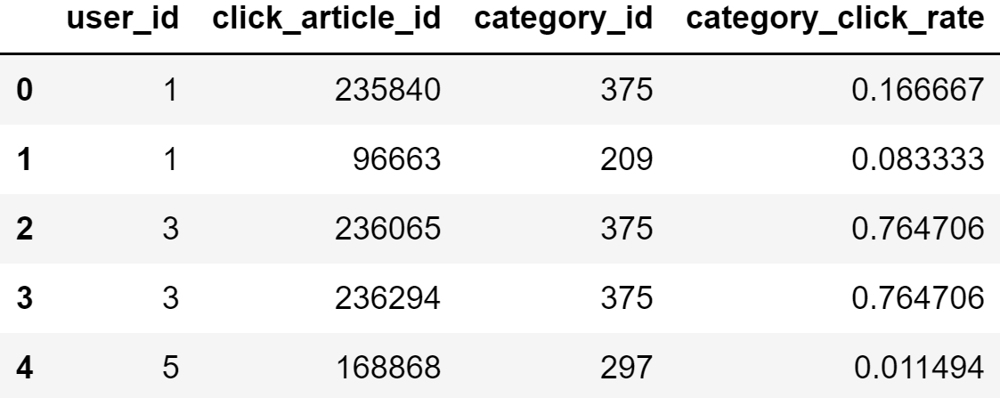 user_id click_article_id category_id category_click_rate
0 1 235840 375 0.166667
1 1 96663 209 0.083333
2 3 236065 375 0.764706
3 3 236294 375 0.764706
4 5 168868 297 0.011494